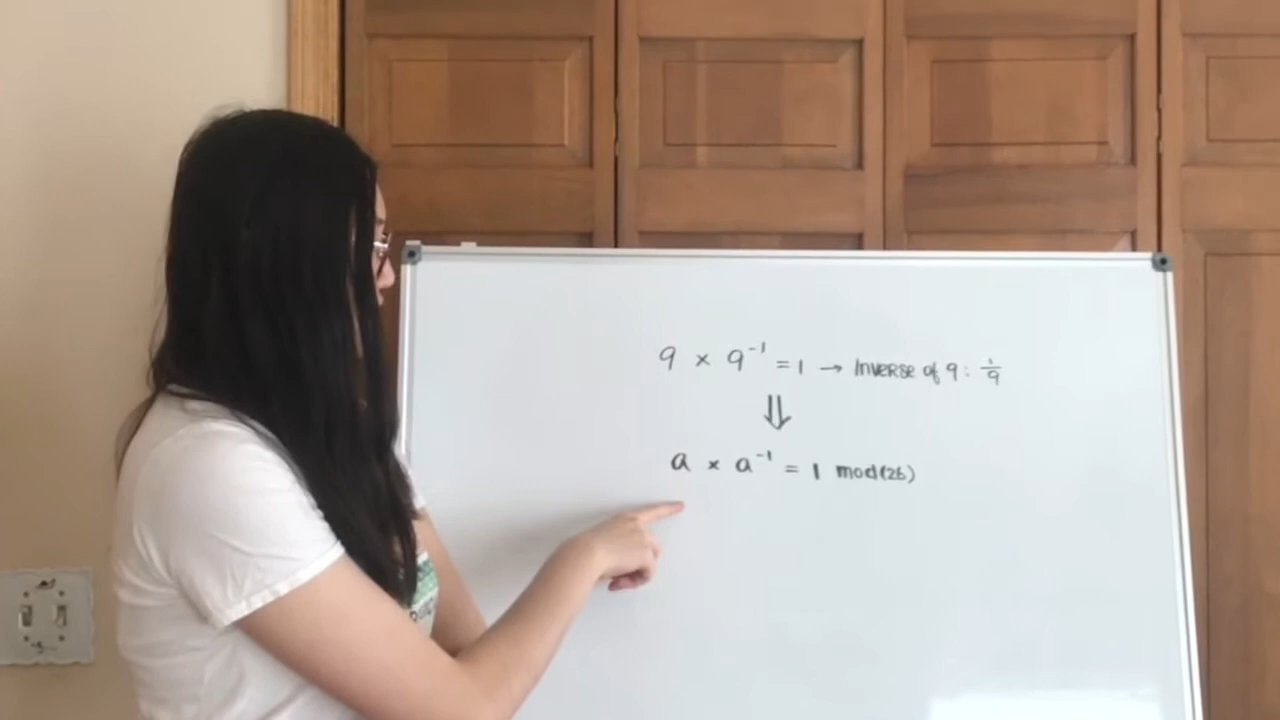 9 × 9⁻¹ = 1 → Inverse of 9: 1/9
⇓
a × a⁻¹ = 1 mod(26)